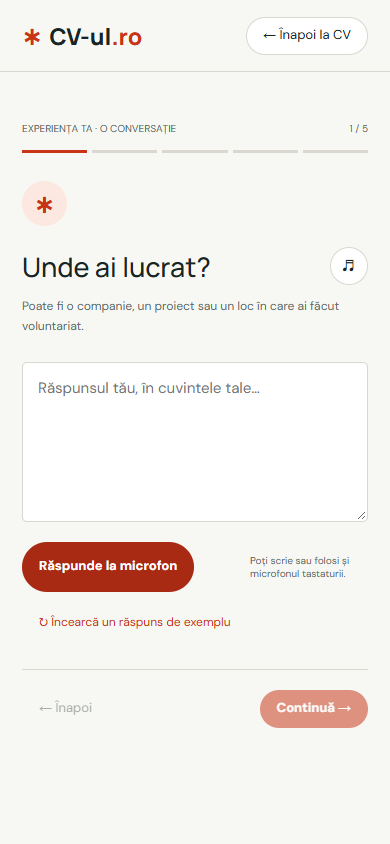 CV-ul.ro
← Înapoi la CV
EXPERIENȚA TA · O CONVERSAȚIE
1 / 5
Unde ai lucrat?
Poate fi o companie, un proiect sau un loc în care ai făcut
voluntariat.
Răspunsul tău, în cuvintele tale…
Răspunde la microfon
Poți scrie sau folosi și
microfonul tastaturii.
↻ Încearcă un răspuns de exemplu
← Înapoi
Continuă →